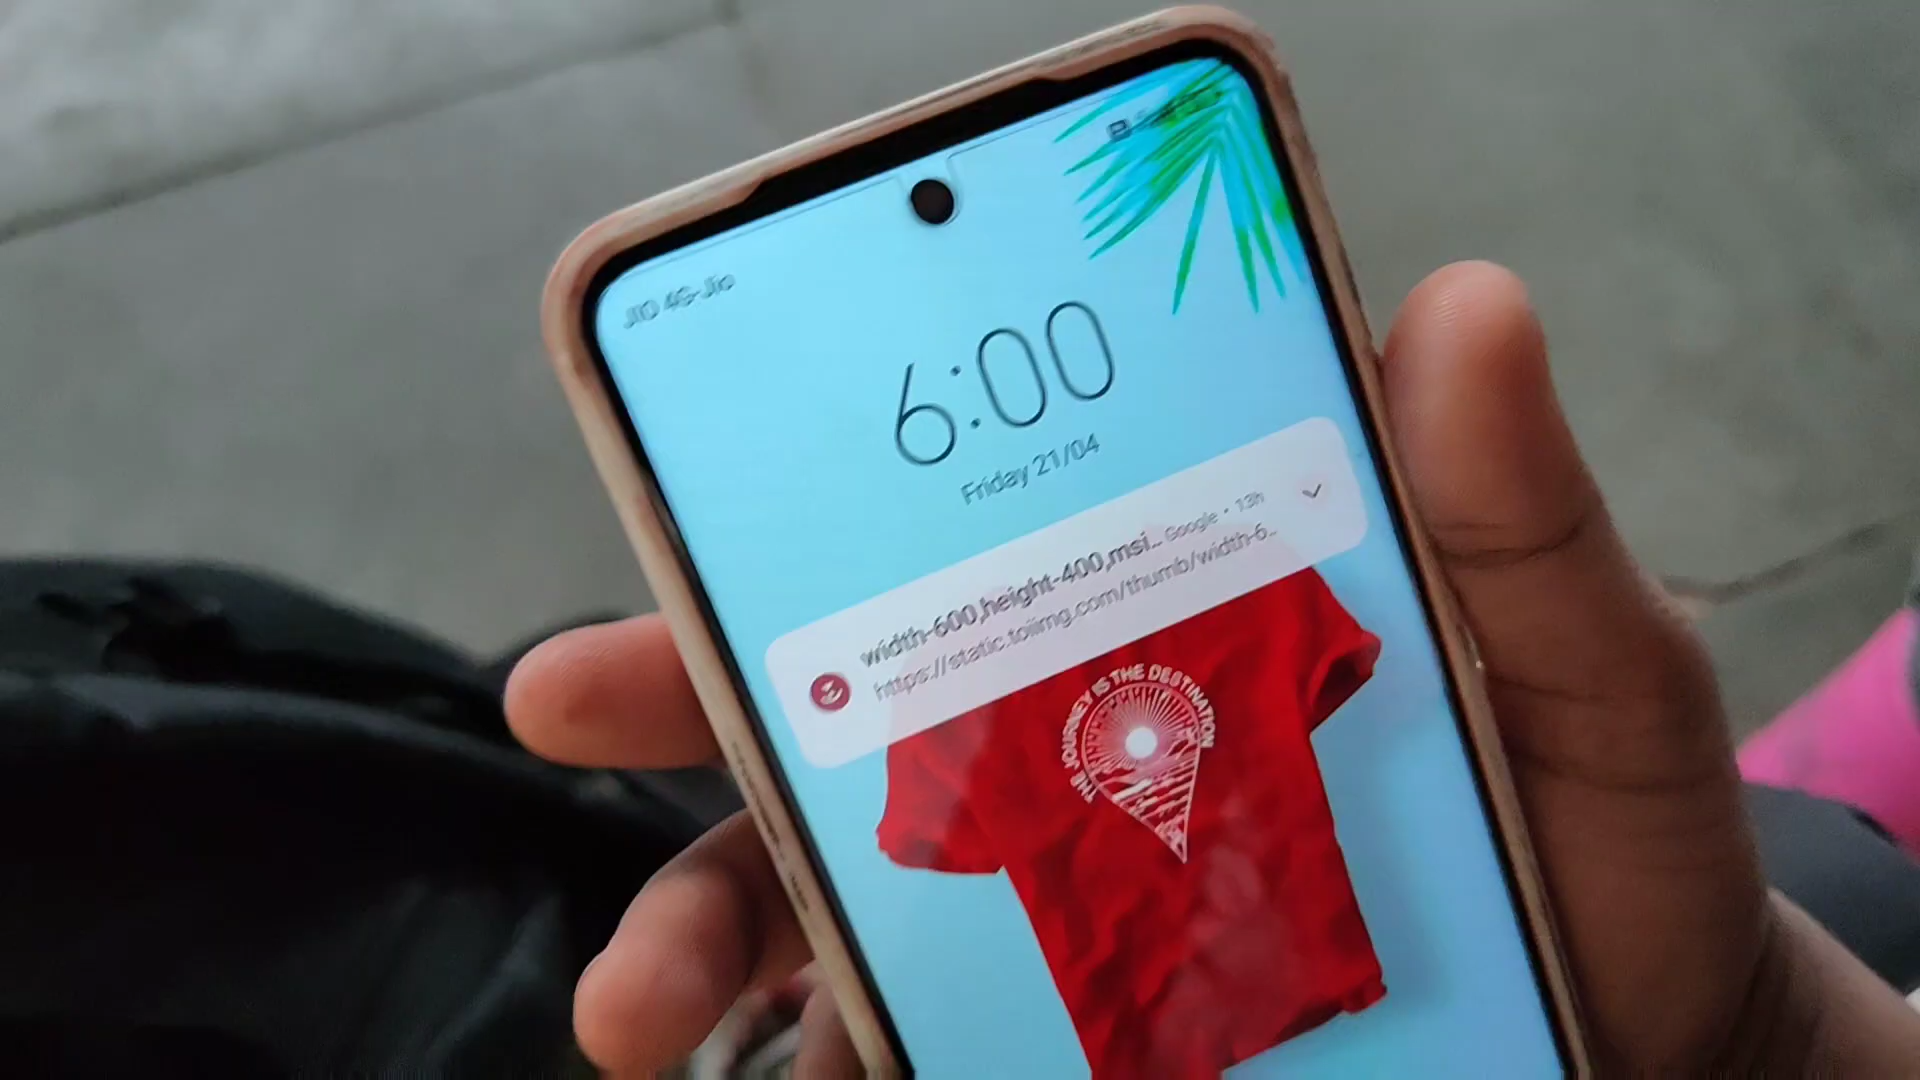 JIO 4G-Jio
6:00
Friday 21/04
width-600,height-400,msi… Google • 13h
https://static.toiimg.com/thumb/width-6…
THE JOURNEY IS THE DESTINATION